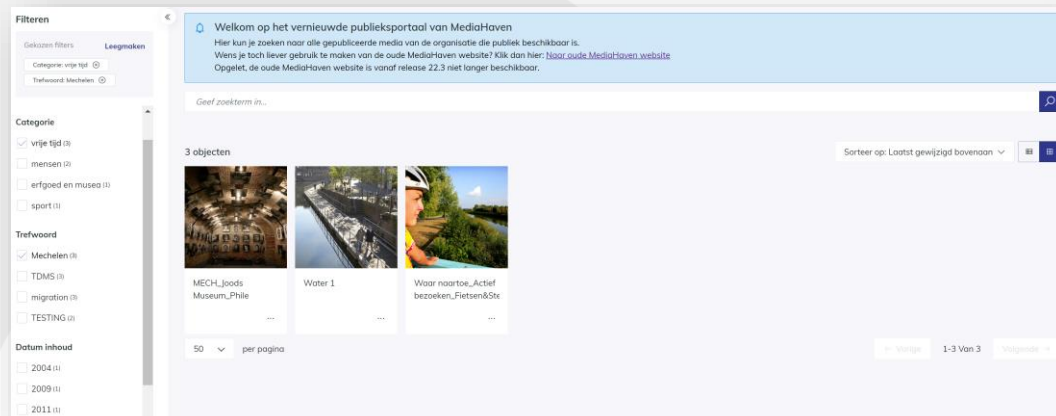 Filteren
Gekozen filters
Leegmaken
Categorie: vrije tijd
Trefwoord: Mechelen
Categorie
vrije tijd (3)
mensen (2)
erfgoed en musea (1)
sport (1)
Trefwoord
Mechelen (3)
TDMS (3)
migration (3)
TESTING (2)
Datum inhoud
2004 (1)
2009 (1)
2011 (1)
Welkom op het vernieuwde publieksportaal van MediaHaven
Hier kun je zoeken naar alle gepubliceerde media van de organisatie die publiek beschikbaar is.
Wens je toch liever gebruik te maken van de oude MediaHaven website? Klik dan hier: Naar oude MediaHaven website
Opgelet, de oude MediaHaven website is vanaf release 22.3 niet langer beschikbaar.
Geef zoekterm in...
3 objecten
Sorteer op: Laatst gewijzigd bovenaan
MECH_Joods
Museum_Phile
...
Water 1
...
Waar naartoe_Actief
bezoeken_Fietsen&Ste
...
50
per pagina
← Vorige
1-3 Van 3
Volgende →